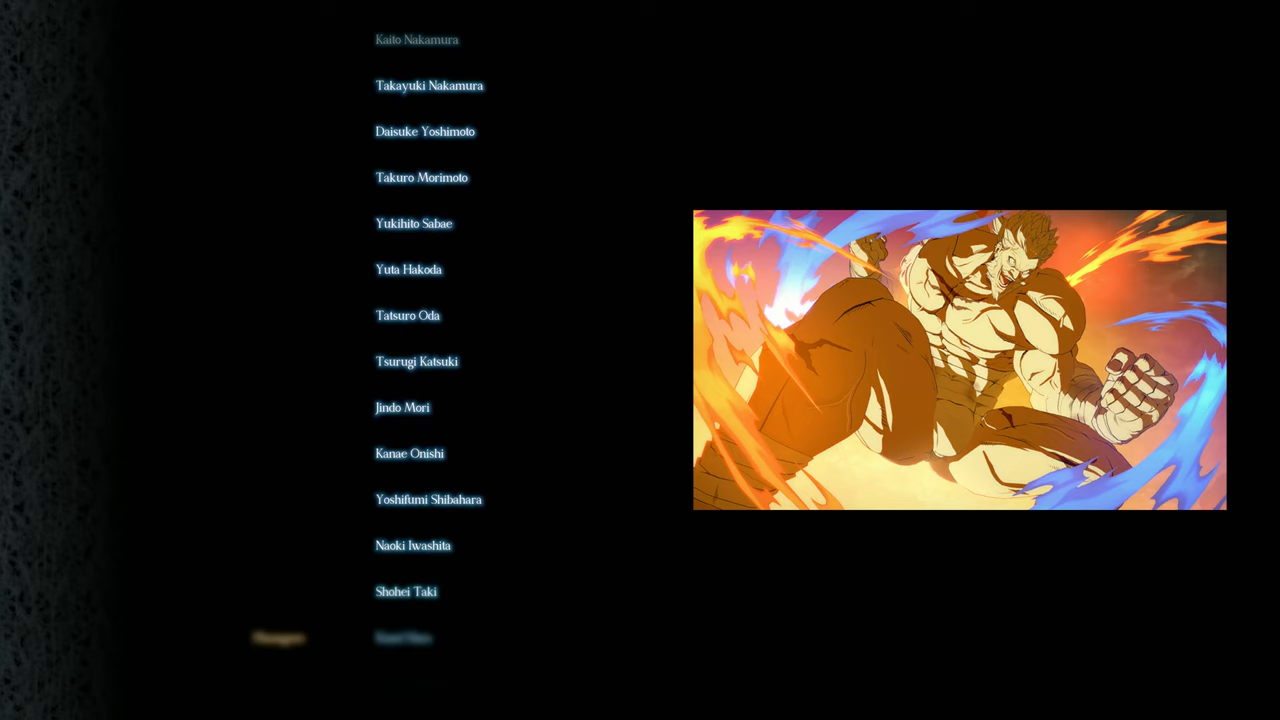 Kaito Nakamura
Takayuki Nakamura
Daisuke Yoshimoto
Takuro Morimoto
Yukihito Sabae
Yuta Hakoda
Tatsuro Oda
Tsurugi Katsuki
Jindo Mori
Kanae Onishi
Yoshifumi Shibahara
Naoki Iwashita
Shohei Taki